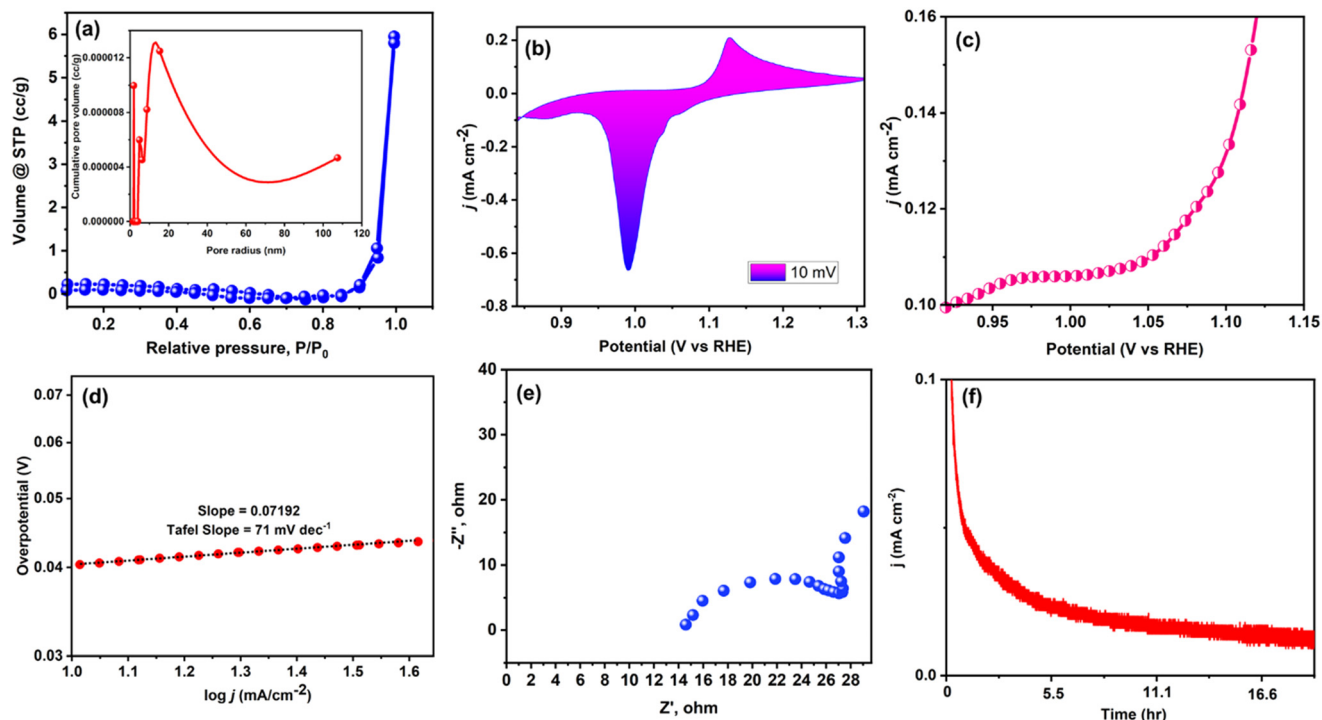 (a)
6
5
4
3
2
1
0
Volume @ STP (cc/g)
0.2
0.4
0.6
0.8
1.0
Relative pressure, P/P0
0.000012
0.000008
0.000004
0.000000
Cumulative pore volume (cc/g)
0
20
40
60
80
100
120
Pore radius (nm)
(b)
0.2
0.0
-0.2
-0.4
-0.6
-0.8
j (mA cm-2)
10 mV
0.9
1.0
1.1
1.2
1.3
Potential (V vs RHE)
(c)
0.16
0.14
0.12
0.10
j (mA cm-2)
0.95
1.00
1.05
1.10
1.15
Potential (V vs RHE)
(d)
0.07
0.06
0.05
0.04
0.03
Overpotential (V)
Slope = 0.07192
Tafel Slope = 71 mV dec-1
1.0
1.1
1.2
1.3
1.4
1.5
1.6
log j (mA/cm-2)
(e)
40
30
20
10
0
-Z'', ohm
0 2 4 6 8 10 12 14 16 18 20 22 24 26 28
Z', ohm
(f)
0.1
0.0
j (mA cm-2)
0
5.5
11.1
16.6
Time (hr)